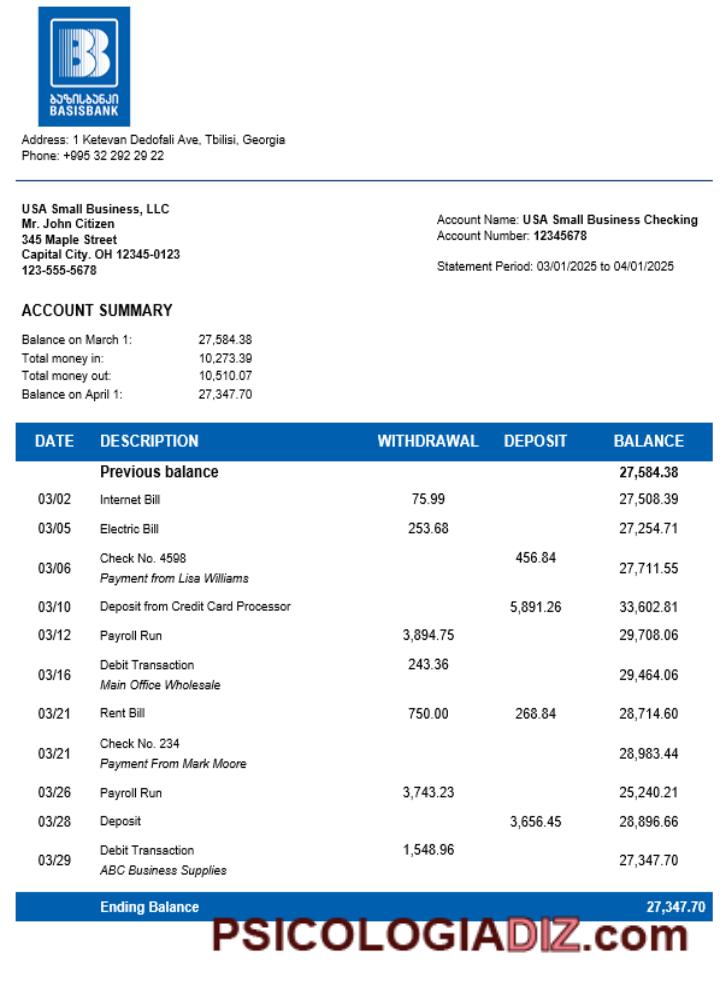 ბაზისბანკი
BASISBANK
Address: 1 Ketevan Dedofali Ave, Tbilisi, Georgia
Phone: +995 32 292 29 22
USA Small Business, LLC
Mr. John Citizen
345 Maple Street
Capital City. OH 12345-0123
123-555-5678
Account Name: USA Small Business Checking
Account Number: 12345678
Statement Period: 03/01/2025 to 04/01/2025
ACCOUNT SUMMARY
Balance on March 1: 27,584.38
Total money in: 10,273.39
Total money out: 10,510.07
Balance on April 1: 27,347.70
DATE DESCRIPTION WITHDRAWAL DEPOSIT BALANCE
Previous balance 27,584.38
03/02 Internet Bill 75.99 27,508.39
03/05 Electric Bill 253.68 27,254.71
03/06 Check No. 4598 456.84 27,711.55
Payment from Lisa Williams
03/10 Deposit from Credit Card Processor 5,891.26 33,602.81
03/12 Payroll Run 3,894.75 29,708.06
03/16 Debit Transaction 243.36 29,464.06
Main Office Wholesale
03/21 Rent Bill 750.00 268.84 28,714.60
03/21 Check No. 234 28,983.44
Payment From Mark Moore
03/26 Payroll Run 3,743.23 25,240.21
03/28 Deposit 3,656.45 28,896.66
03/29 Debit Transaction 1,548.96 27,347.70
ABC Business Supplies
Ending Balance 27,347.70
PSICOLOGIADIZ.com